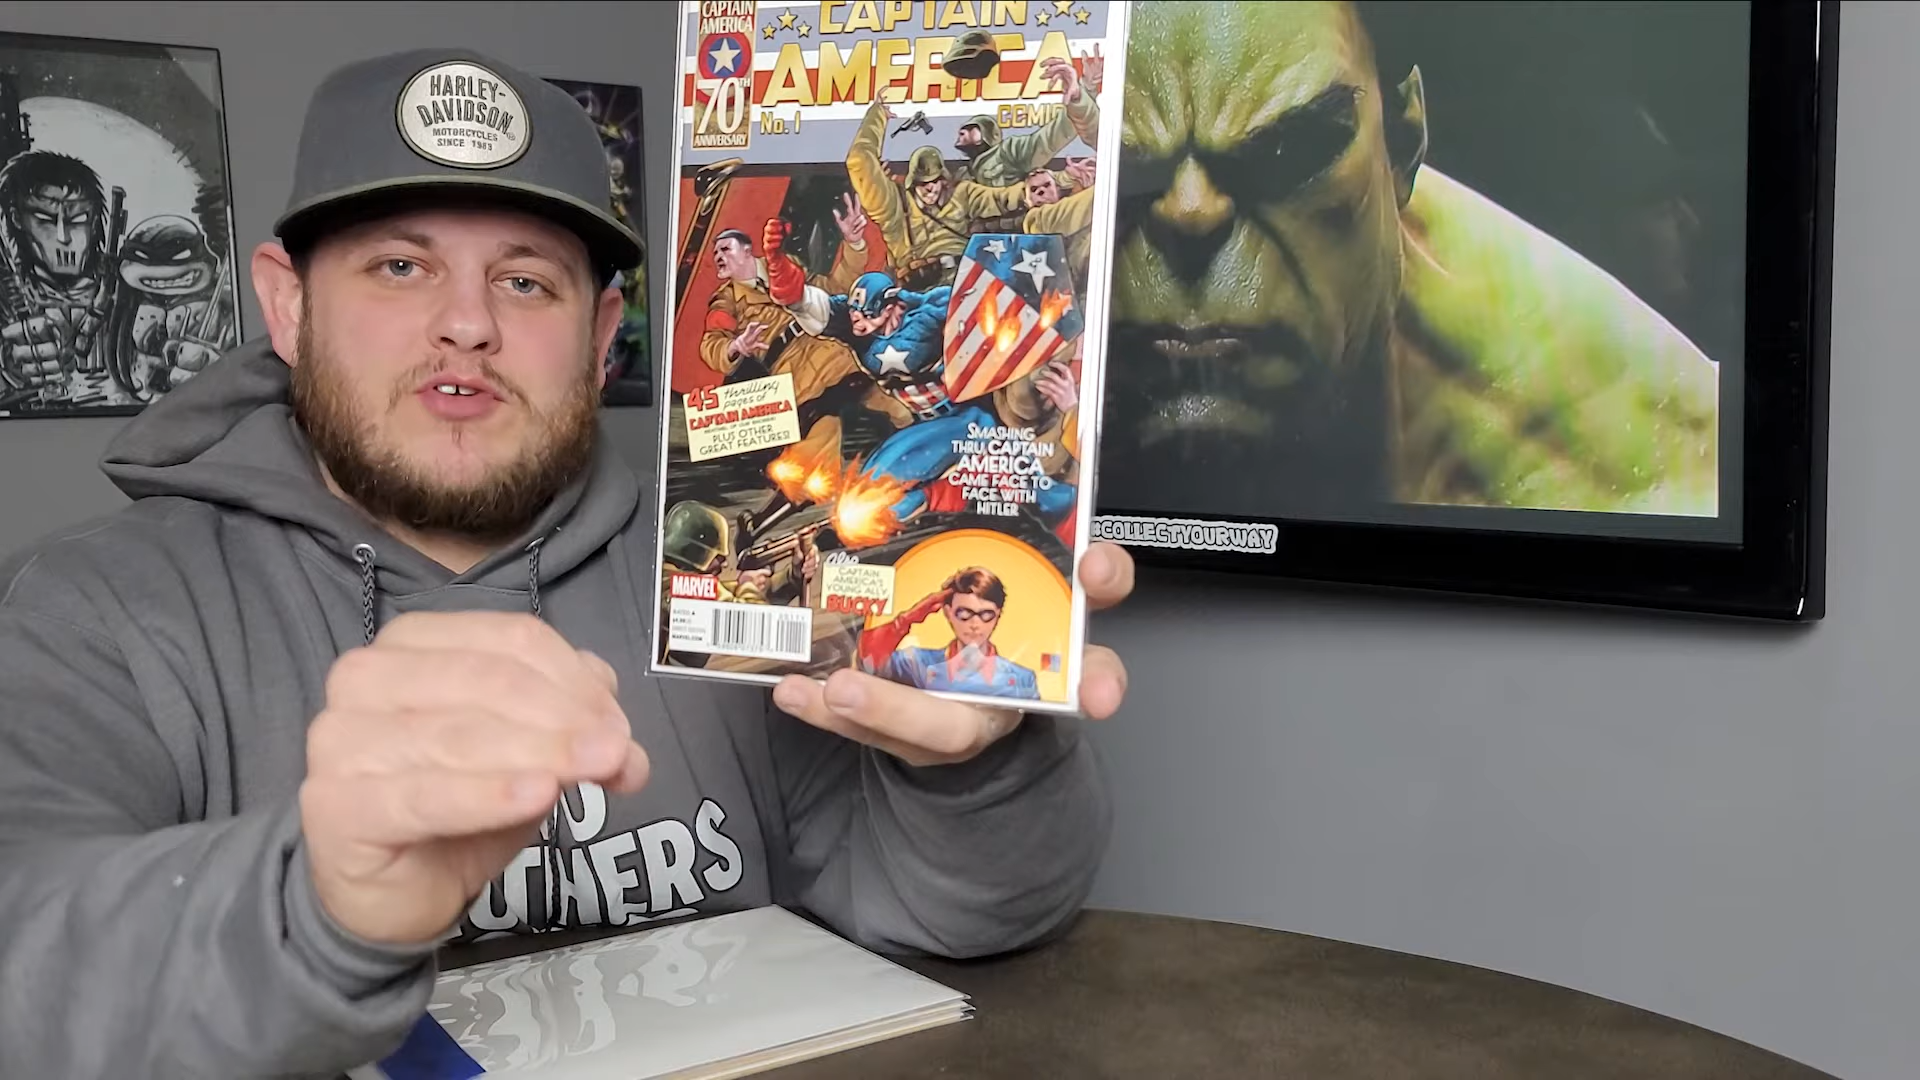 HARLEY-
DAVIDSON
MOTORCYCLES
SINCE 1903
CAPTAIN
AMERICA
70TH
ANNIVERSARY
CAPTAIN
AMERICA
No. 1
COMIC
45 thrilling
pages of
CAPTAIN AMERICA
PLUS OTHER
GREAT FEATURES!
SMASHING
THRU, CAPTAIN
AMERICA
CAME FACE TO
FACE WITH
HITLER
Also
CAPTAIN
AMERICA'S
YOUNG ALLY
BUCKY
MARVEL
MARVEL.COM
#COLLECTYOURWAY